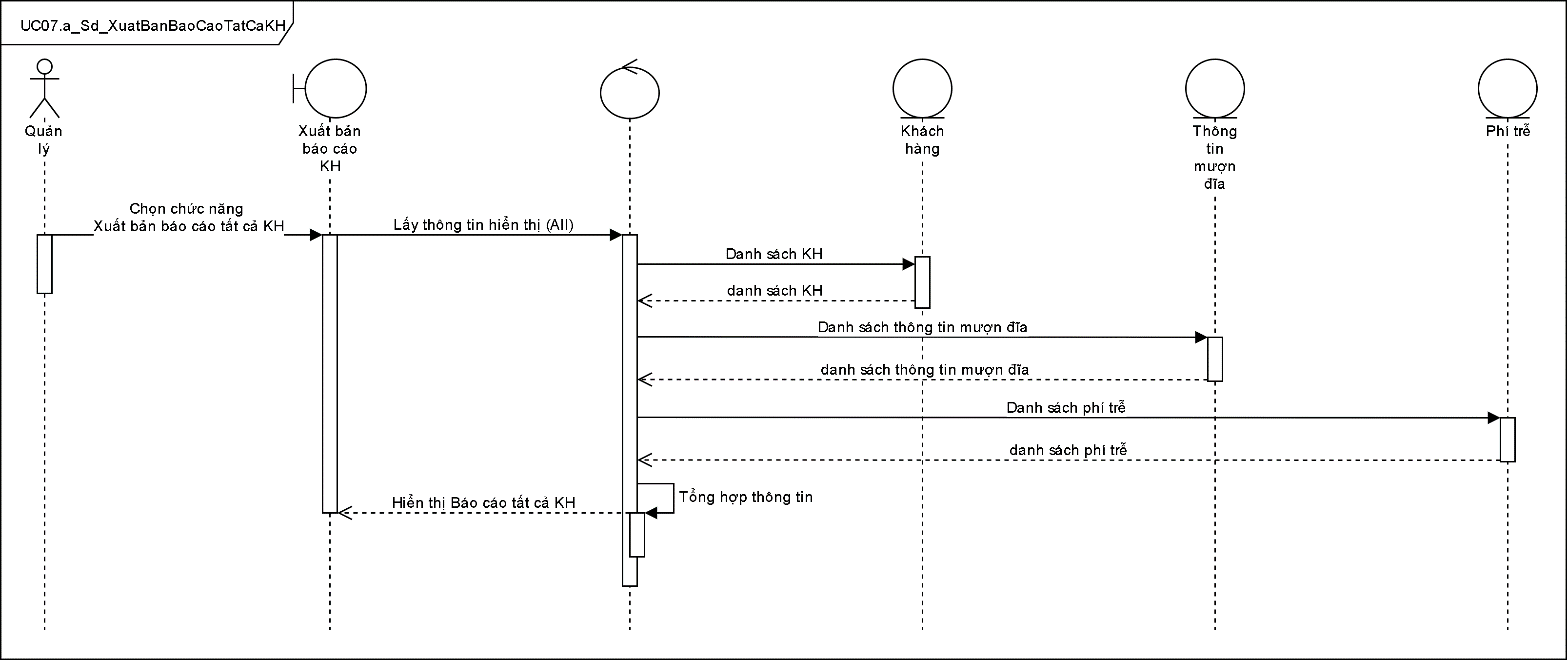 UC07.a_Sd_XuatBanBaoCaoTatCaKH
Quản
lý
Xuất bản
báo cáo
KH
Khách
hàng
Thông
tin
mượn
đĩa
Phí trễ
Chọn chức năng
Xuất bản báo cáo tất cả KH
Lấy thông tin hiển thị (All)
Danh sách KH
danh sách KH
Danh sách thông tin mượn đĩa
danh sách thông tin mượn đĩa
Danh sách phí trễ
danh sách phí trễ
Tổng hợp thông tin
Hiển thị Báo cáo tất cả KH